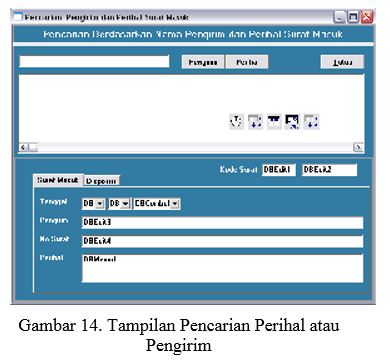 Pencarian Pengirim dan Perihal Surat Masuk
Pencarian Berdasarkan Nama Pengirim dan Perihal Surat Masuk
Pengirim Perihal Tutup
Kode Surat DBEdit1 DBEdit2
Surat Masuk Disposisi
Tanggal DB DB DBControl
Pengirim DBEdit3
No Surat DBEdit4
Perihal DBMemo1
Gambar 14. Tampilan Pencarian Perihal atau
Pengirim